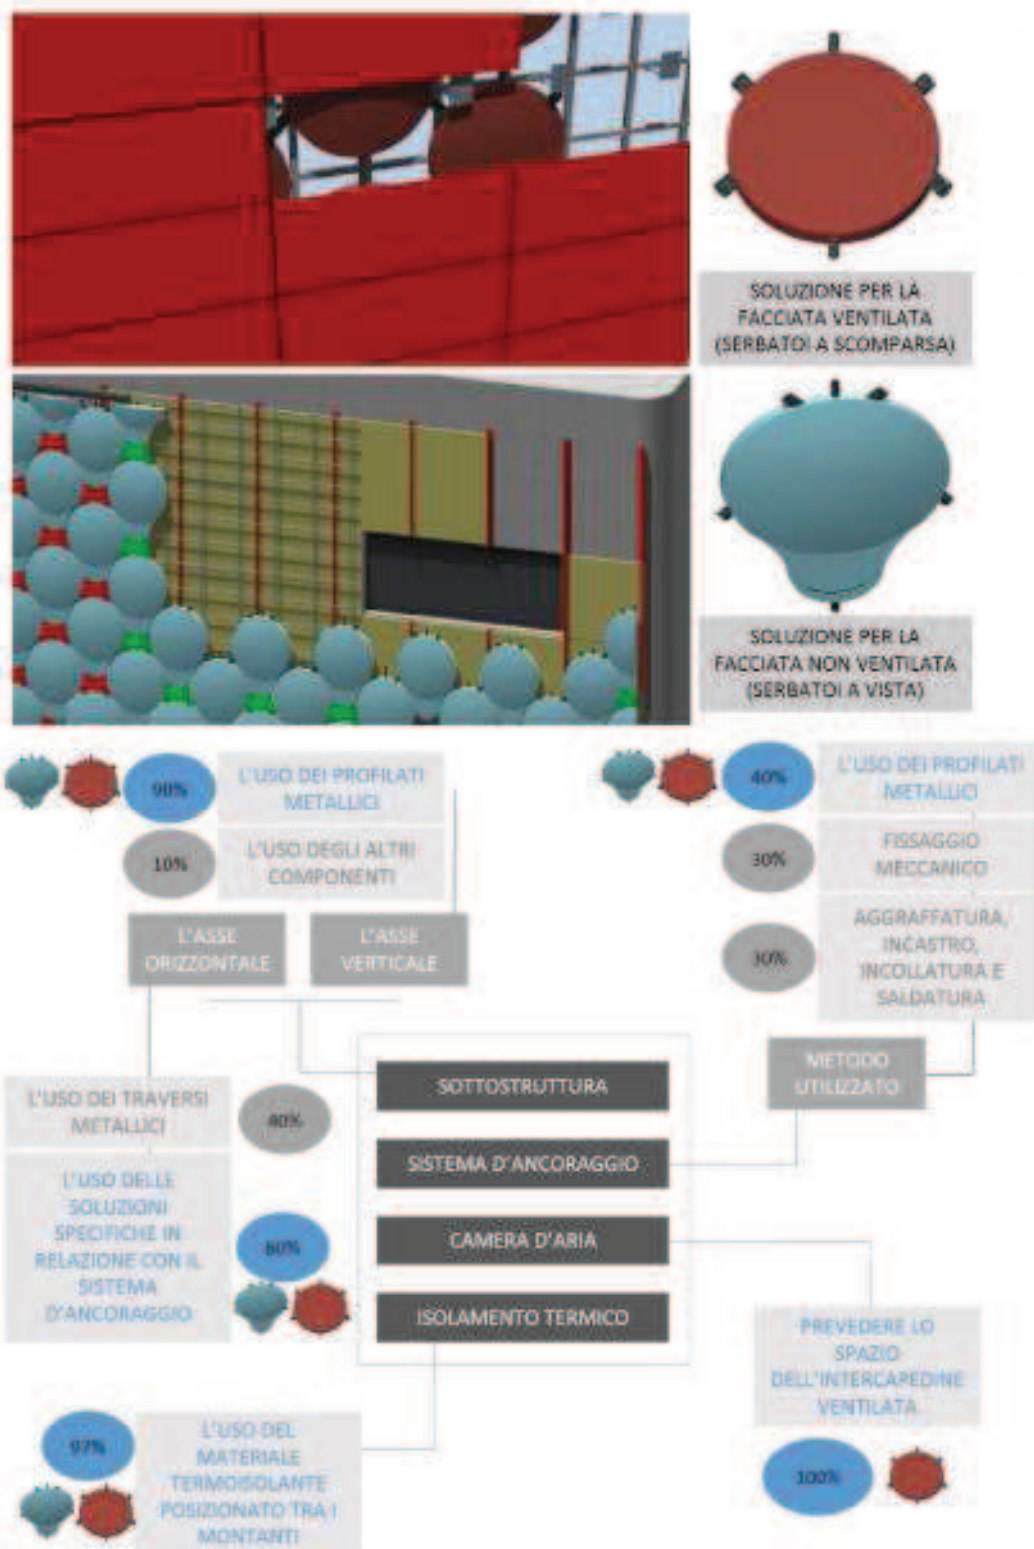 SOLUZIONE PER LA
FACCIATA VENTILATA
(SERBATOI A SCOMPARSA)
SOLUZIONE PER LA
FACCIATA NON VENTILATA
(SERBATOI A VISTA)
90%
L'USO DEI PROFILATI
METALLICI
10%
L'USO DEGLI ALTRI
COMPONENTI
L'ASSE
ORIZZONTALE
L'ASSE
VERTICALE
40%
L'USO DEI PROFILATI
METALLICI
30%
FISSAGGIO
MECCANICO
30%
AGGRAFFATURA,
INCASTRO,
INCOLLATURA E
SALDATURA
METODO
UTILIZZATO
SOTTOSTRUTTURA
SISTEMA D'ANCORAGGIO
CAMERA D'ARIA
ISOLAMENTO TERMICO
L'USO DEI TRAVERSI
METALLICI
40%
L'USO DELLE
SOLUZIONI
SPECIFICHE IN
RELAZIONE CON IL
SISTEMA
D'ANCORAGGIO
60%
97%
L'USO DEL
MATERIALE
TERMOISOLANTE
POSIZIONATO TRA I
MONTANTI
PREVEDERE LO
SPAZIO
DELL'INTERCAPEDINE
VENTILATA
100%